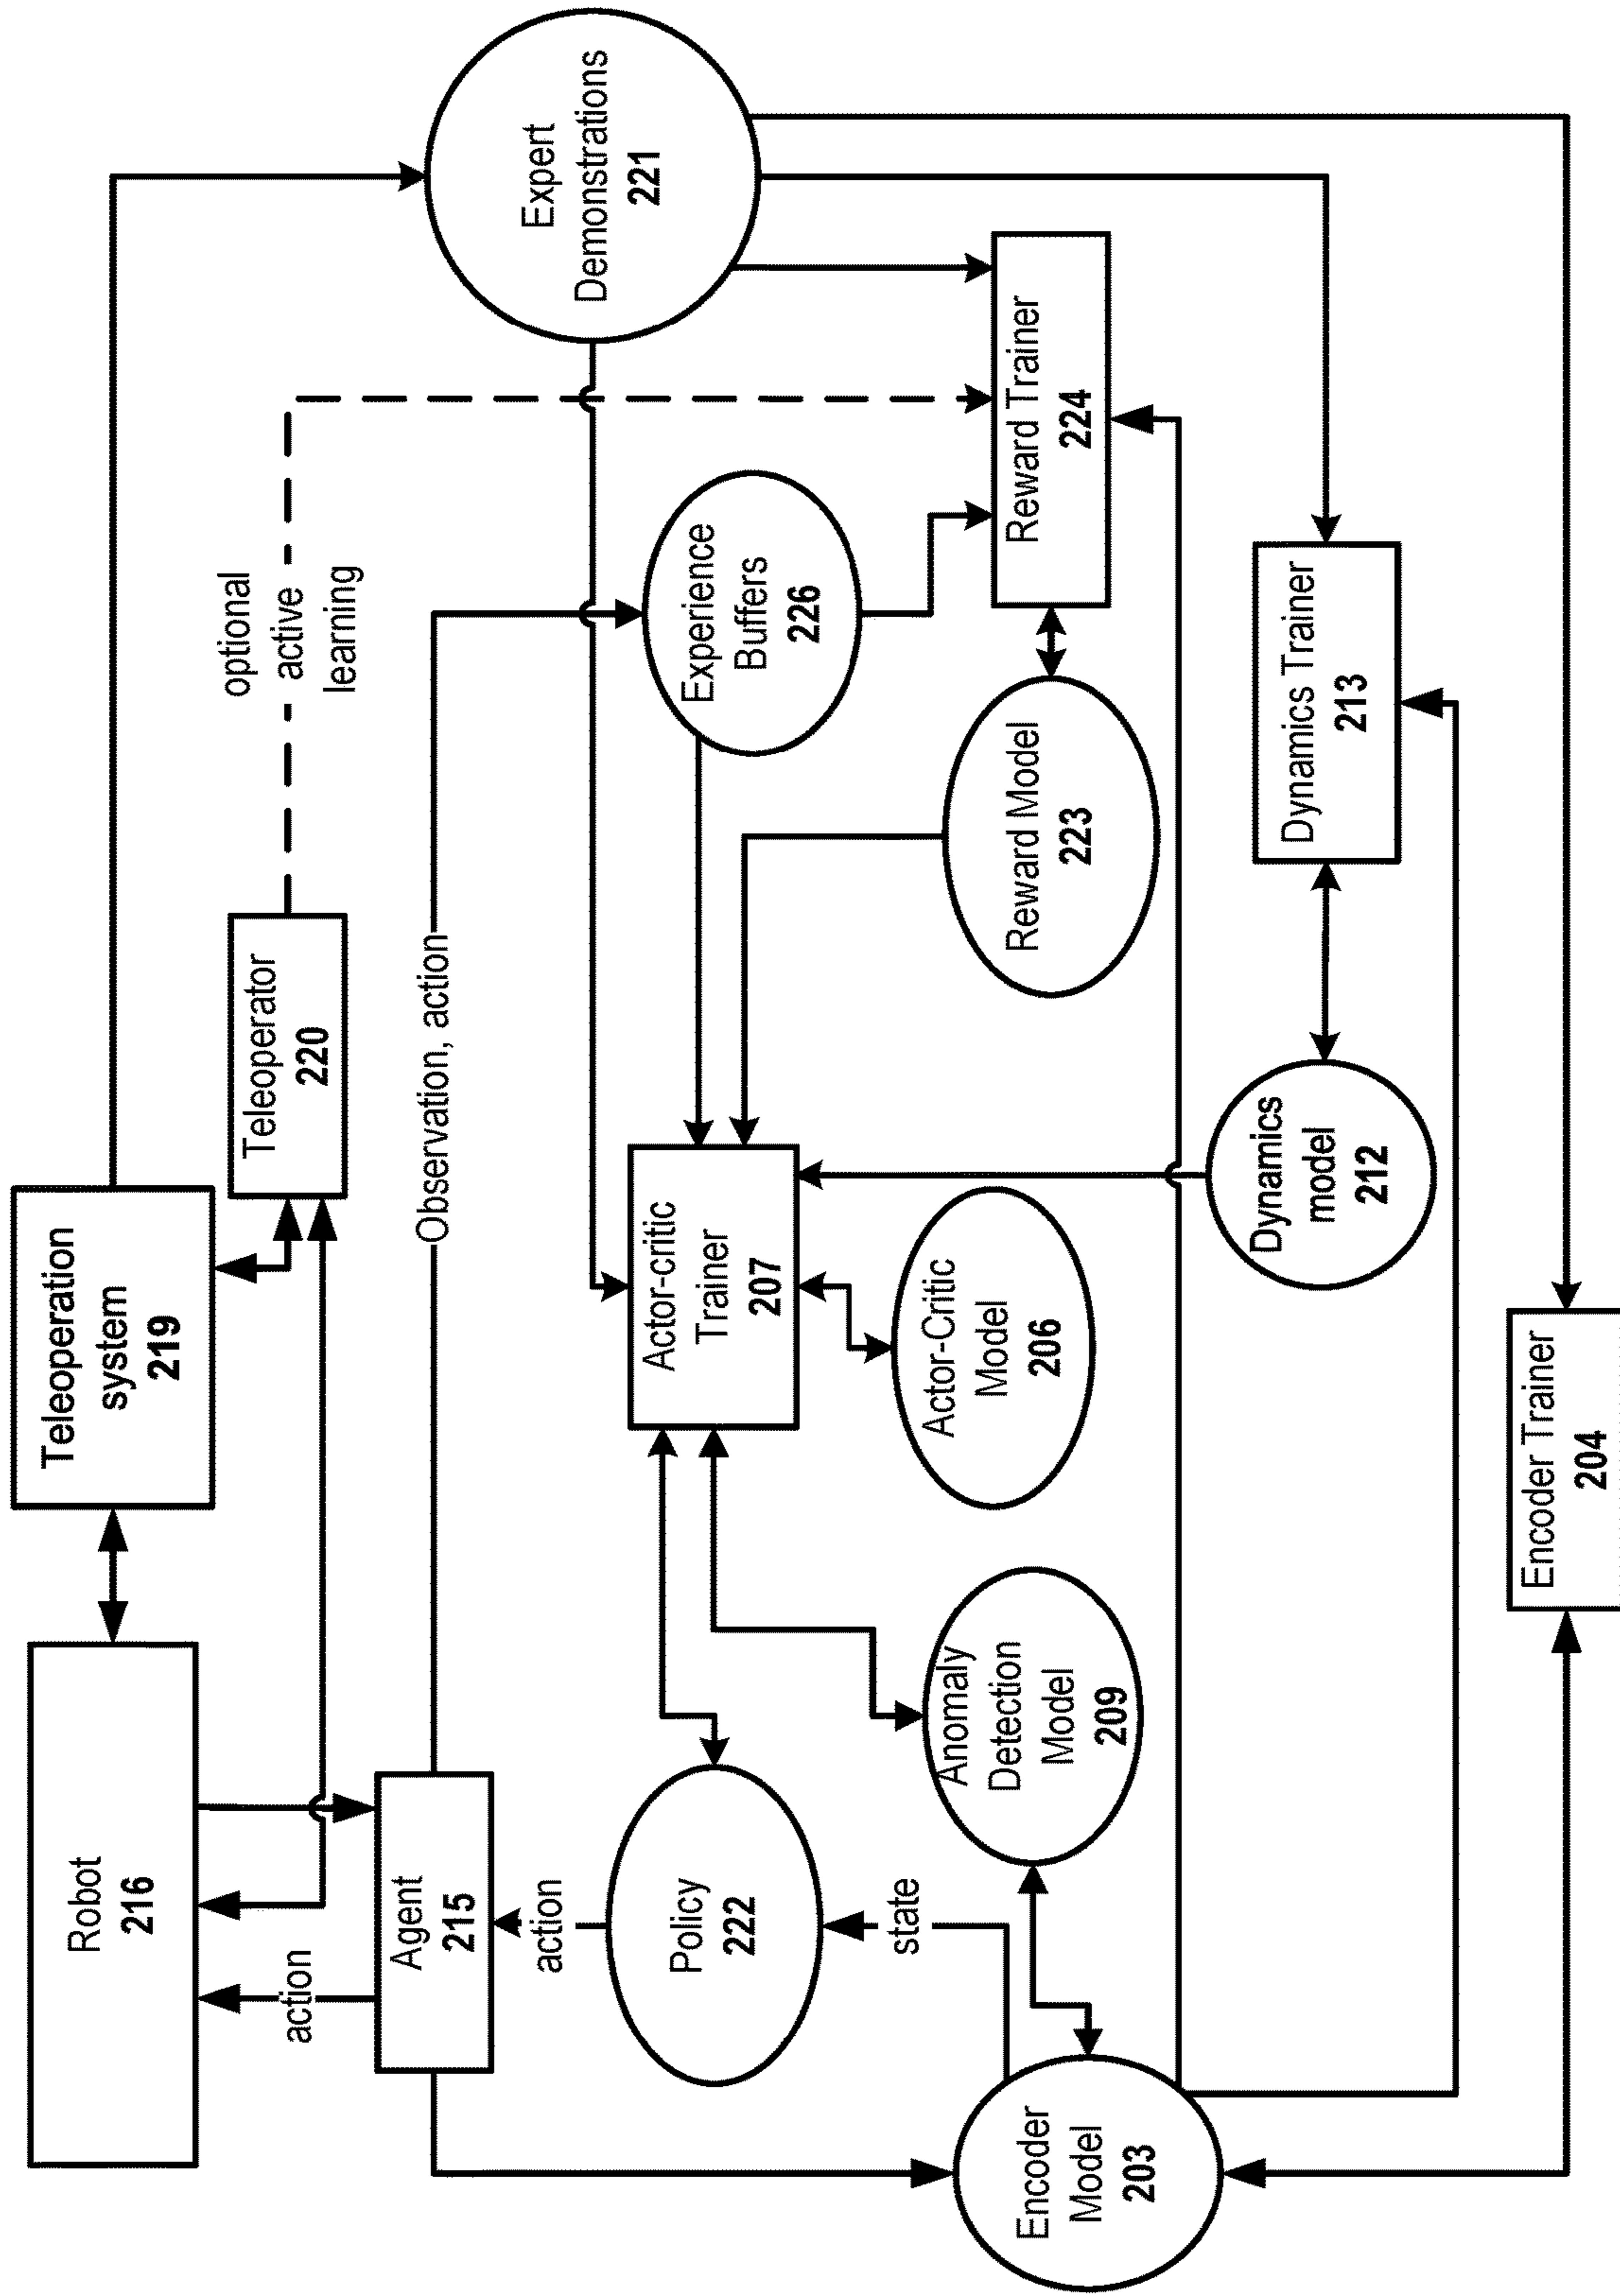 Robot
216
Teleoperation
system
219
Teleoperator
220
optional
active
learning
Expert
Demonstrations
221
action
Agent
215
Observation, action
action
Policy
222
state
Actor-critic
Trainer
207
Experience
Buffers
226
Anomaly
Detection
Model
209
Actor-Critic
Model
206
Reward Model
223
Reward Trainer
224
Encoder
Model
203
Dynamics
model
212
Dynamics Trainer
213
Encoder Trainer
204